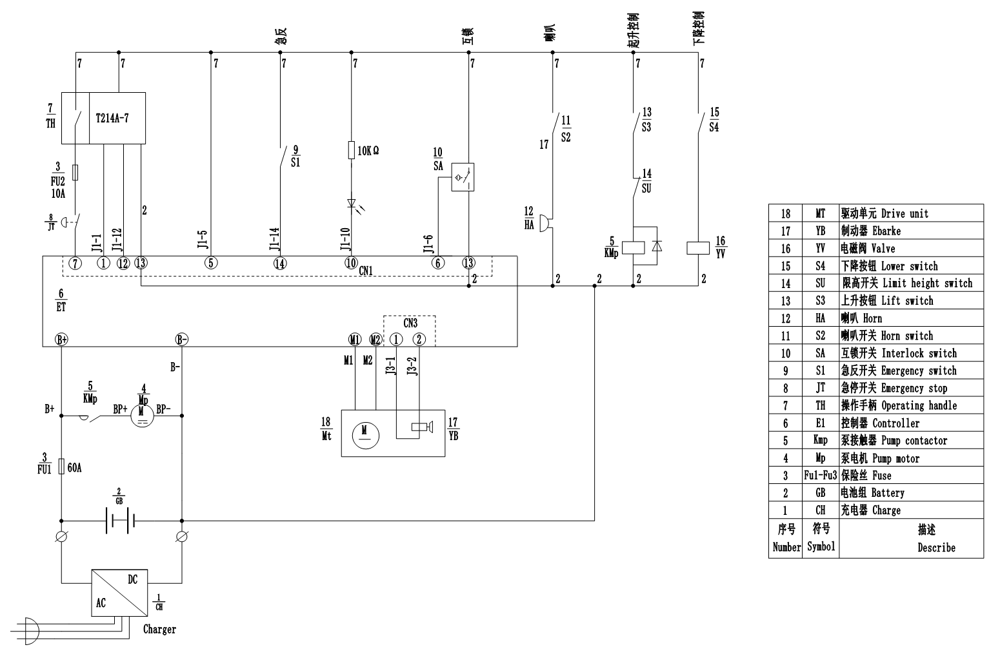 急反
互锁
喇叭
起升控制
下降控制
7
7
7
7
7
7
7
7
7
7
TH
T214A-7
3
FU2
10A
8
JT
J1-1
J1-12
2
J1-5
9
S1
J1-14
10KΩ
J1-10
10
SA
J1-6
11
S2
17
12
HA
13
S3
14
SU
5
KMp
15
S4
16
YV
7
1
12
13
5
14
10
6
13
CN1
2
2
2
2
2
6
ET
CN3
B+
B-
M1
M2
1
2
B-
M1
M2
J3-1
J3-2
5
KMp
4
Mp
M
B+
BP+
BP-
18
Mt
M
17
YB
3
FU1
60A
2
GB
DC
AC
1
CH
Charger
18 MT 驱动单元 Drive unit
17 YB 制动器 Ebarke
16 YV 电磁阀 Valve
15 S4 下降按钮 Lower switch
14 SU 限高开关 Limit height switch
13 S3 上升按钮 Lift switch
12 HA 喇叭 Horn
11 S2 喇叭开关 Horn switch
10 SA 互锁开关 Interlock switch
9 S1 急反开关 Emergency switch
8 JT 急停开关 Emergency stop
7 TH 操作手柄 Operating handle
6 E1 控制器 Controller
5 Kmp 泵接触器 Pump contactor
4 Mp 泵电机 Pump motor
3 Fu1-Fu3 保险丝 Fuse
2 GB 电池组 Battery
1 CH 充电器 Charge
序号 符号 描述
Number Symbol Describe